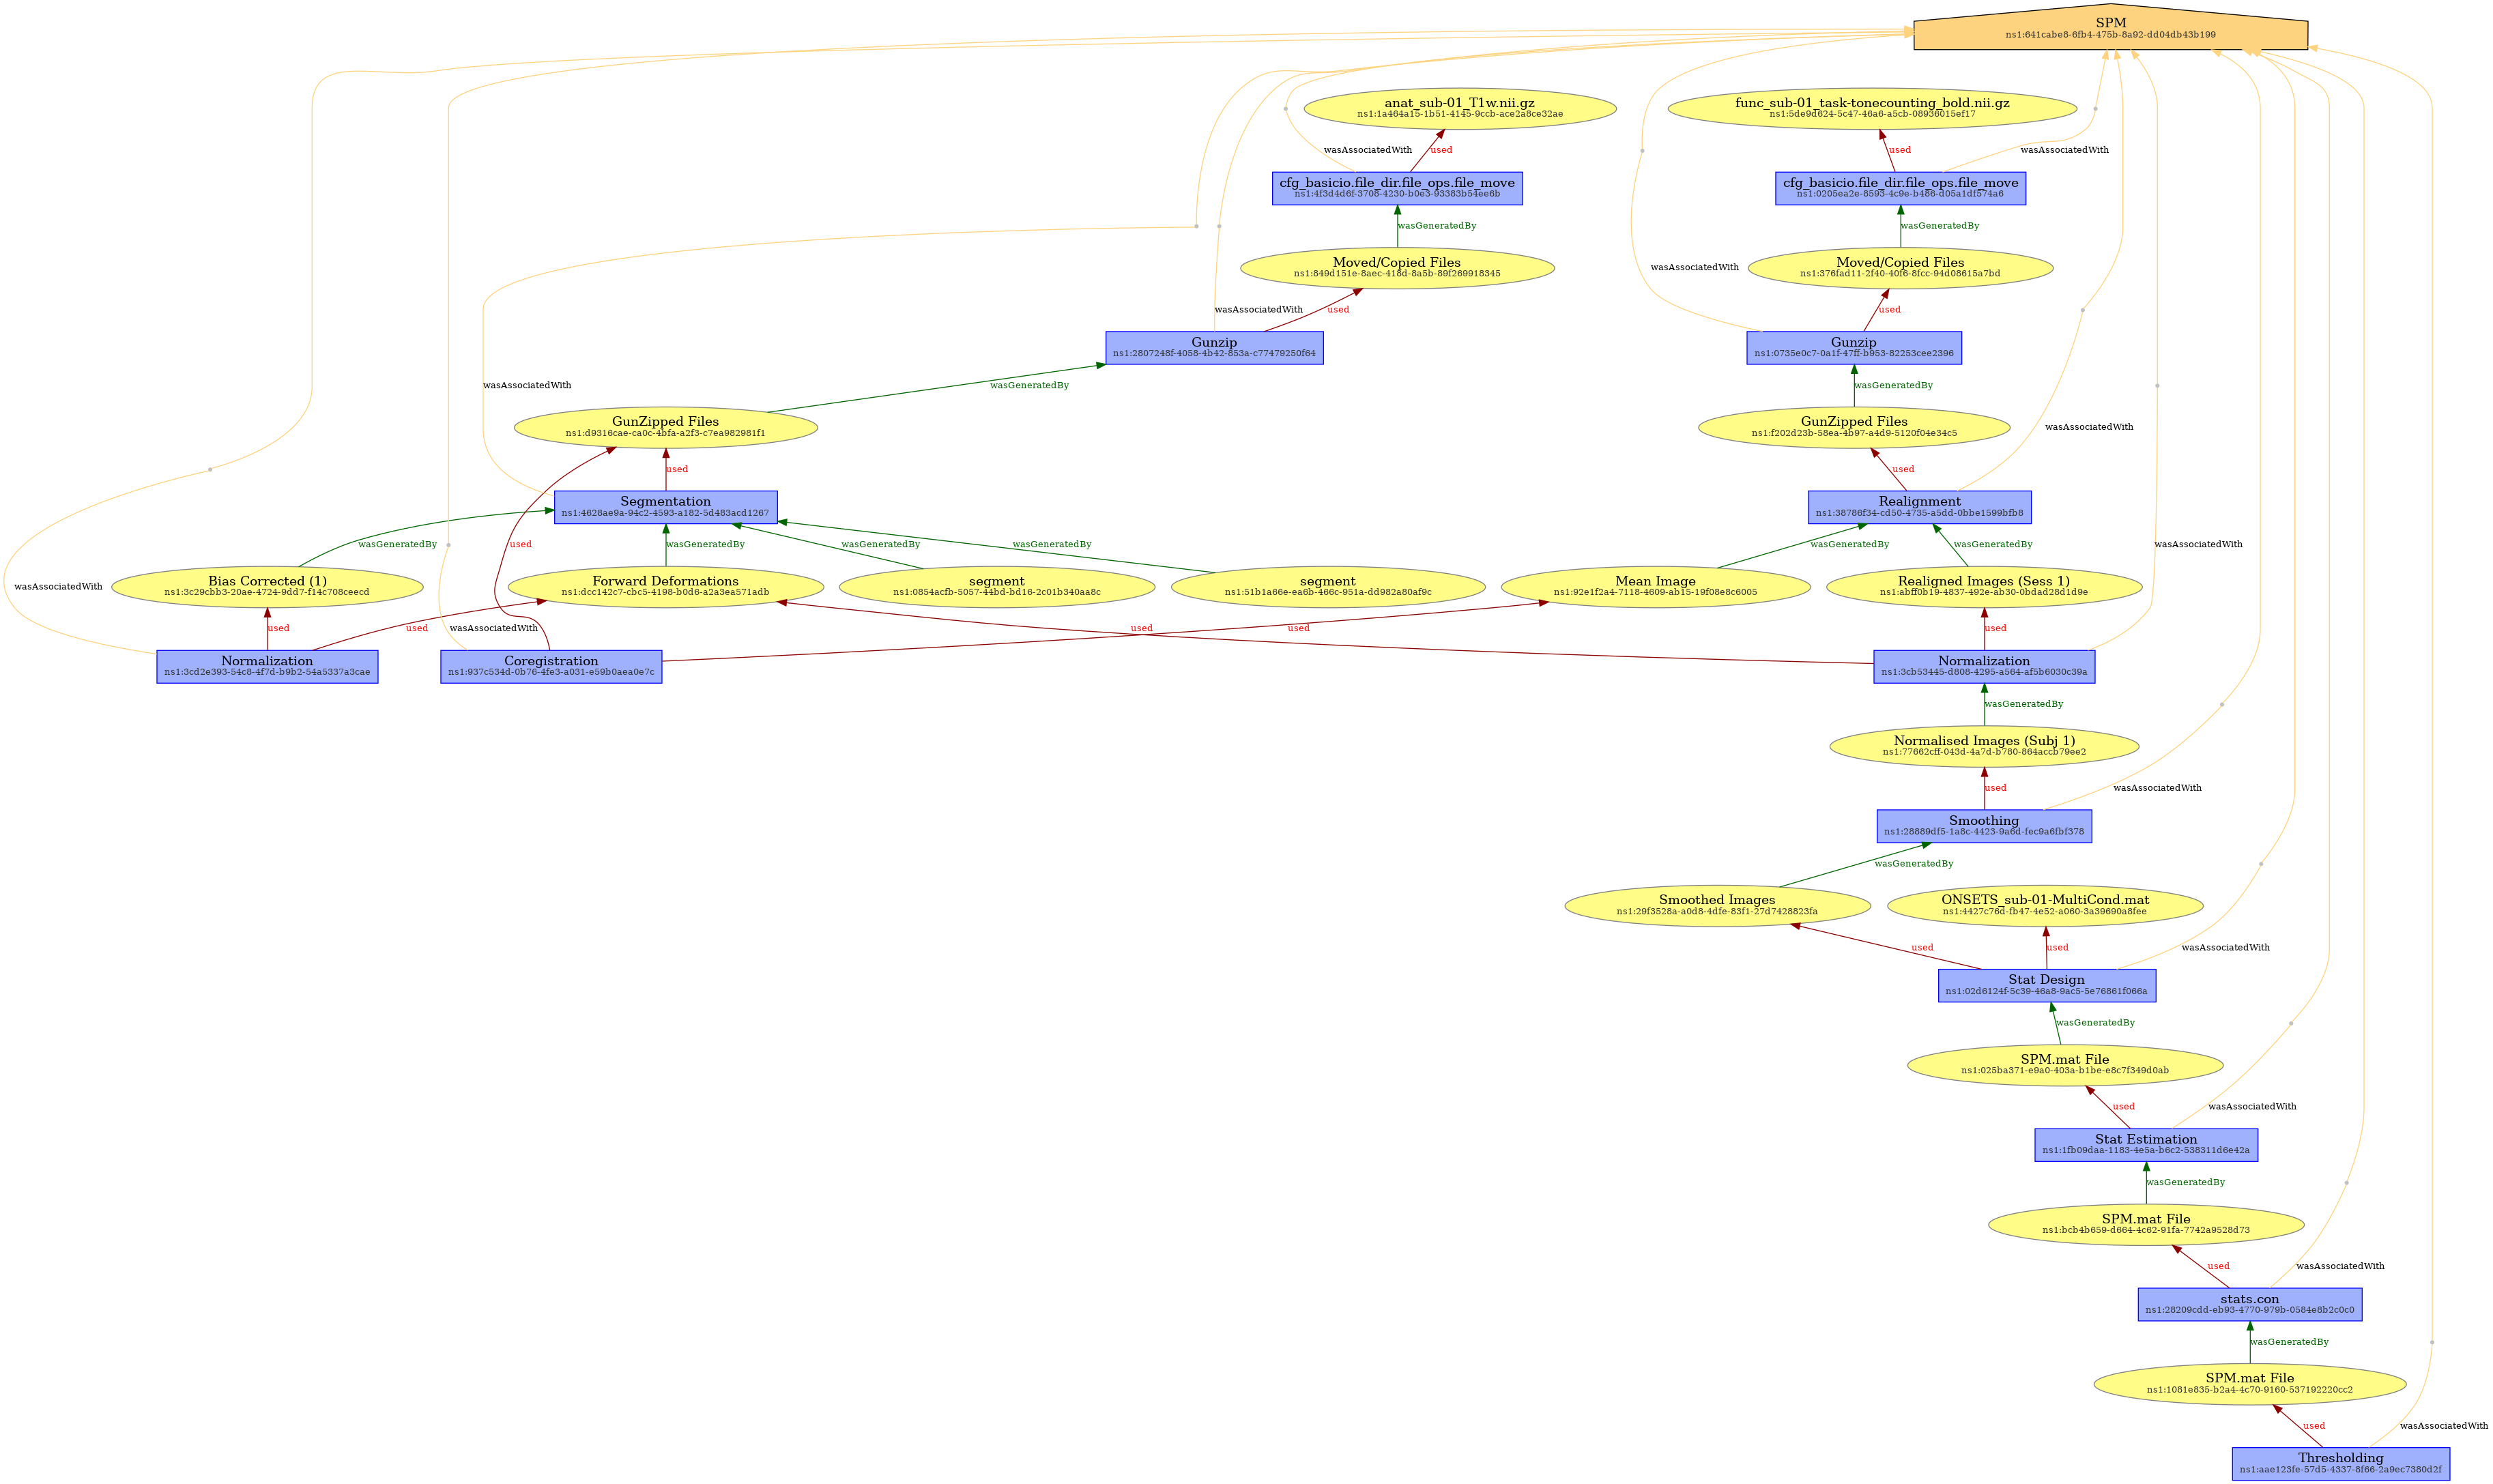 SPM
ns1:641cabe8-6fb4-475b-8a92-dd04db43b199
anat_sub-01_T1w.nii.gz
ns1:1a464a15-1b51-4145-9ccb-ace2a8ce32ae
func_sub-01_task-tonecounting_bold.nii.gz
ns1:5de9d624-5c47-46a6-a5cb-08936015ef17
wasAssociatedWith
used
used
wasAssociatedWith
cfg_basicio.file_dir.file_ops.file_move
ns1:4f3d4d6f-3708-4230-b0e3-93383b54ee6b
cfg_basicio.file_dir.file_ops.file_move
ns1:0205ea2e-8593-4c9e-b486-d05a1df574a6
wasGeneratedBy
wasGeneratedBy
Moved/Copied Files
ns1:849d151e-8aec-418d-8a5b-89f269918345
Moved/Copied Files
ns1:376fad11-2f40-40f6-8fcc-94d08615a7bd
wasAssociatedWith
used
wasAssociatedWith
used
Gunzip
ns1:2807248f-4058-4b42-853a-c77479250f64
Gunzip
ns1:0735e0c7-0a1f-47ff-b953-82253cee2396
wasAssociatedWith
wasGeneratedBy
wasGeneratedBy
GunZipped Files
ns1:d9316cae-ca0c-4bfa-a2f3-c7ea982981f1
GunZipped Files
ns1:f202d23b-58ea-4b97-a4d9-5120f04e34c5
wasAssociatedWith
used
used
Segmentation
ns1:4628ae9a-94c2-4593-a182-5d483acd1267
Realignment
ns1:38786f34-cd50-4735-a5dd-0bbe1599bfb8
wasGeneratedBy
used
wasGeneratedBy
wasGeneratedBy
wasGeneratedBy
wasGeneratedBy
wasGeneratedBy
wasAssociatedWith
Bias Corrected (1)
ns1:3c29cbb3-20ae-4724-9dd7-f14c708ceecd
Forward Deformations
ns1:dcc142c7-cbc5-4198-b0d6-a2a3ea571adb
segment
ns1:0854acfb-5057-44bd-bd16-2c01b340aa8c
segment
ns1:51b1a66e-ea6b-466c-951a-dd982a80af9c
Mean Image
ns1:92e1f2a4-7118-4609-ab15-19f08e8c6005
Realigned Images (Sess 1)
ns1:abff0b19-4837-492e-ab30-0bdad28d1d9e
wasAssociatedWith
used
used
wasAssociatedWith
used
used
used
Normalization
ns1:3cd2e393-54c8-4f7d-b9b2-54a5337a3cae
Coregistration
ns1:937c534d-0b76-4fe3-a031-e59b0aea0e7c
Normalization
ns1:3cb53445-d808-4295-a564-af5b6030c39a
wasGeneratedBy
Normalised Images (Subj 1)
ns1:77662cff-043d-4a7d-b780-864accb79ee2
used
wasAssociatedWith
Smoothing
ns1:28889df5-1a8c-4423-9a6d-fec9a6fbf378
wasGeneratedBy
Smoothed Images
ns1:29f3528a-a0d8-4dfe-83f1-27d7428823fa
ONSETS_sub-01-MultiCond.mat
ns1:4427c76d-fb47-4e52-a060-3a39690a8fee
used
used
wasAssociatedWith
Stat Design
ns1:02d6124f-5c39-46a8-9ac5-5e76861f066a
wasGeneratedBy
SPM.mat File
ns1:025ba371-e9a0-403a-b1be-e8c7f349d0ab
used
wasAssociatedWith
Stat Estimation
ns1:1fb09daa-1183-4e5a-b6c2-538311d6e42a
wasGeneratedBy
SPM.mat File
ns1:bcb4b659-d664-4c62-91fa-7742a9528d73
used
wasAssociatedWith
stats.con
ns1:28209cdd-eb93-4770-979b-0584e8b2c0c0
wasGeneratedBy
SPM.mat File
ns1:1081e835-b2a4-4c70-9160-537192220cc2
used
wasAssociatedWith
Thresholding
ns1:aae123fe-57d5-4337-8f66-2a9ec7380d2f